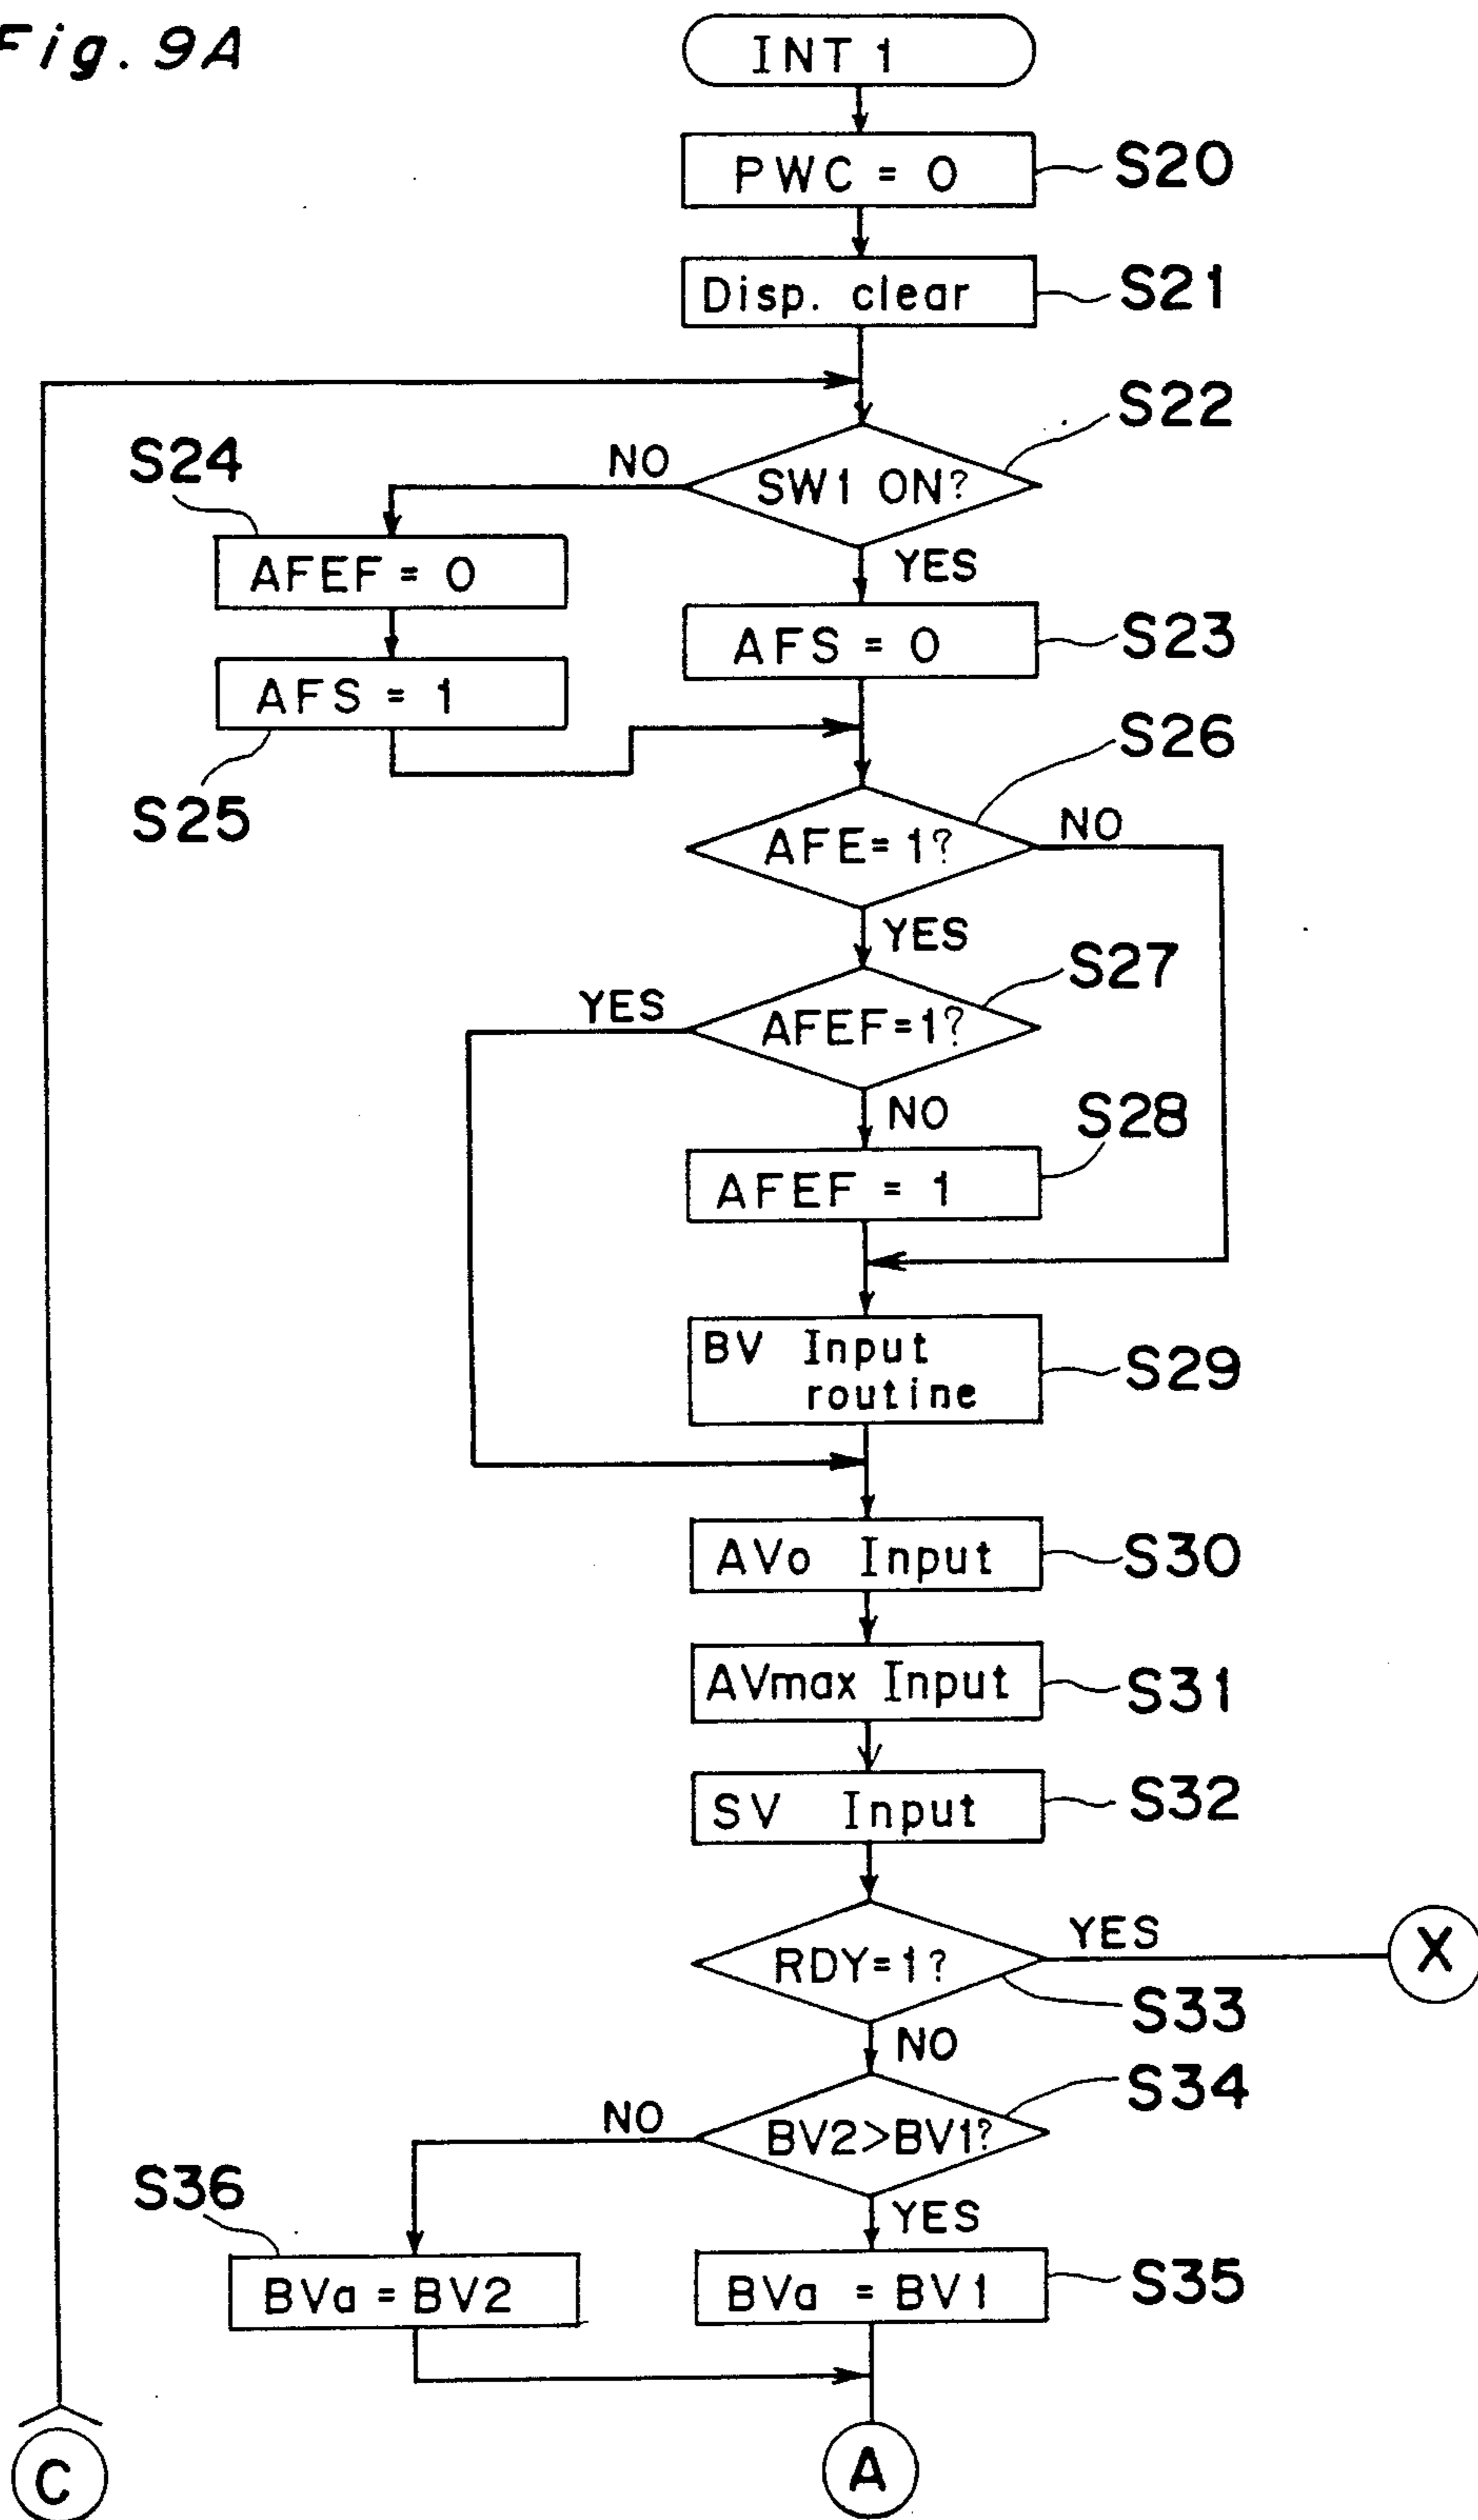 Fig. 9A
INT 1
PWC = 0
S20
Disp. clear
S21
S22
S24
NO
SW1 ON?
YES
AFEF = 0
AFS = 0
S23
AFS = 1
S25
S26
AFE=1?
NO
YES
S27
YES
AFEF=1?
NO
S28
AFEF = 1
BV Input
routine
S29
AVo Input
S30
AVmax Input
S31
SV Input
S32
RDY=1?
YES
X
S33
NO
S34
NO
BV2>BV1?
S36
YES
BVa = BV2
BVa = BV1
S35
C
A